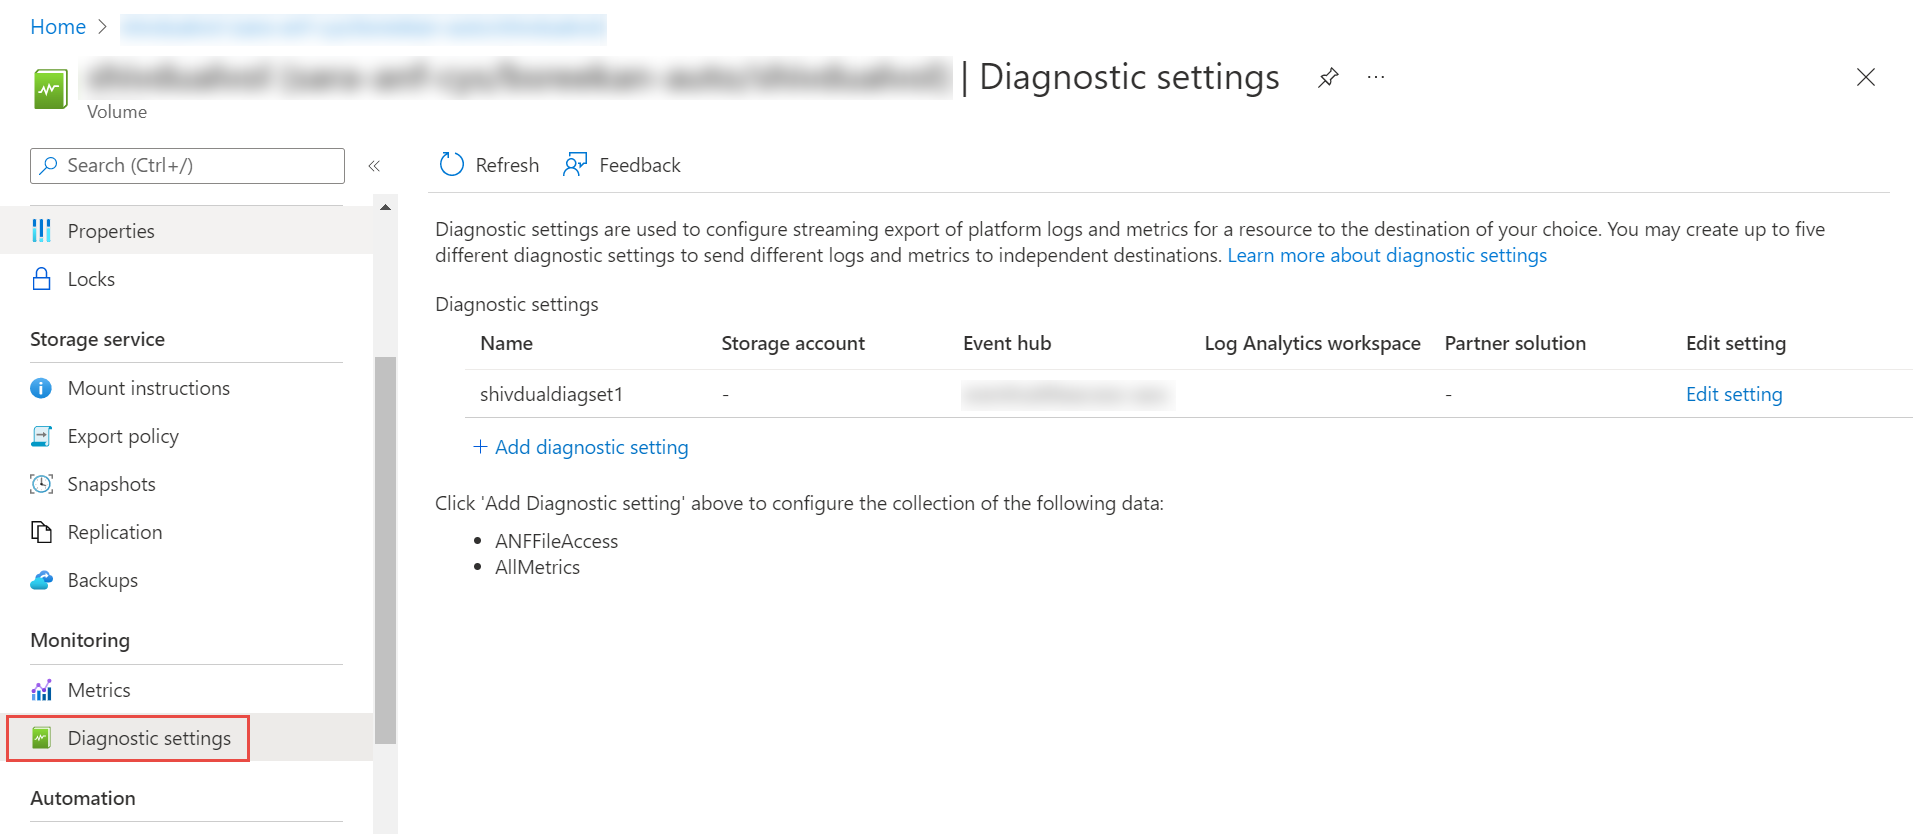 Home
| Diagnostic settings
Volume
Search (Ctrl+/)
Refresh
Feedback
Properties
Locks
Storage service
Mount instructions
Export policy
Snapshots
Replication
Backups
Monitoring
Metrics
Diagnostic settings
Automation
Diagnostic settings are used to configure streaming export of platform logs and metrics for a resource to the destination of your choice. You may create up to five
different diagnostic settings to send different logs and metrics to independent destinations. Learn more about diagnostic settings
Diagnostic settings
Name Storage account Event hub Log Analytics workspace Partner solution Edit setting
shivdualdiagset1 - - Edit setting
+ Add diagnostic setting
Click 'Add Diagnostic setting' above to configure the collection of the following data:
• ANFFileAccess
• AllMetrics